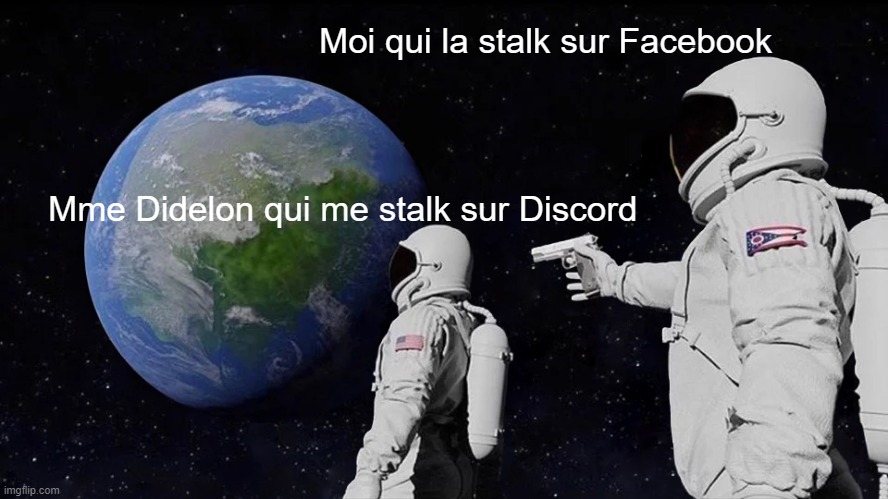 Moi qui la stalk sur Facebook
Mme Didelon qui me stalk sur Discord
imgflip.com